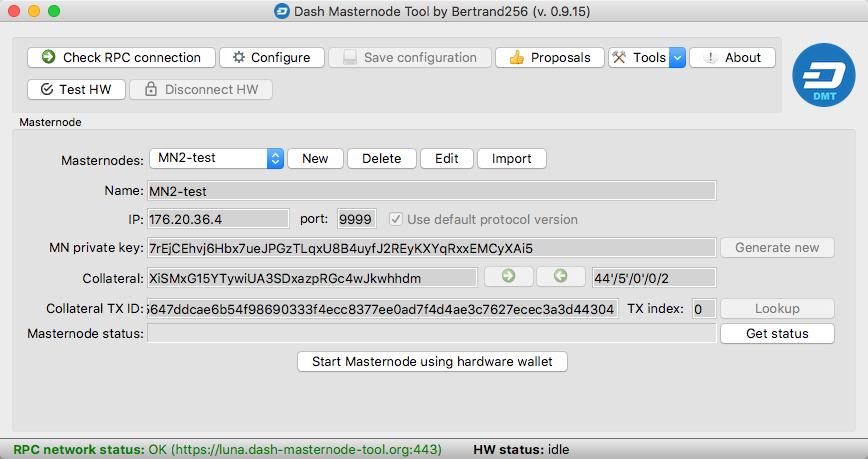 Dash Masternode Tool by Bertrand256 (v. 0.9.15)
Check RPC connection Configure Save configuration Proposals Tools About
DMT
Test HW Disconnect HW
Masternode
Masternodes: MN2-test New Delete Edit Import
Name: MN2-test
IP: 176.20.36.4 port: 9999 Use default protocol version
MN private key: 7rEjCEhvj6Hbx7ueJPGzTLqxU8B4uyfJ2REyKXYqRxxEMCyXAi5 Generate new
Collateral: XiSMxG15YTywiUA3SDxazpRGc4wJkwhhdm 44'/5'/0'/0/2
Collateral TX ID: 5647ddcae6b54f98690333f4ecc8377ee0ad7f4d4ae3c7627ecec3a3d44304 TX index: 0 Lookup
Masternode status: Get status
Start Masternode using hardware wallet
RPC network status: OK (https://luna.dash-masternode-tool.org:443) HW status: idle